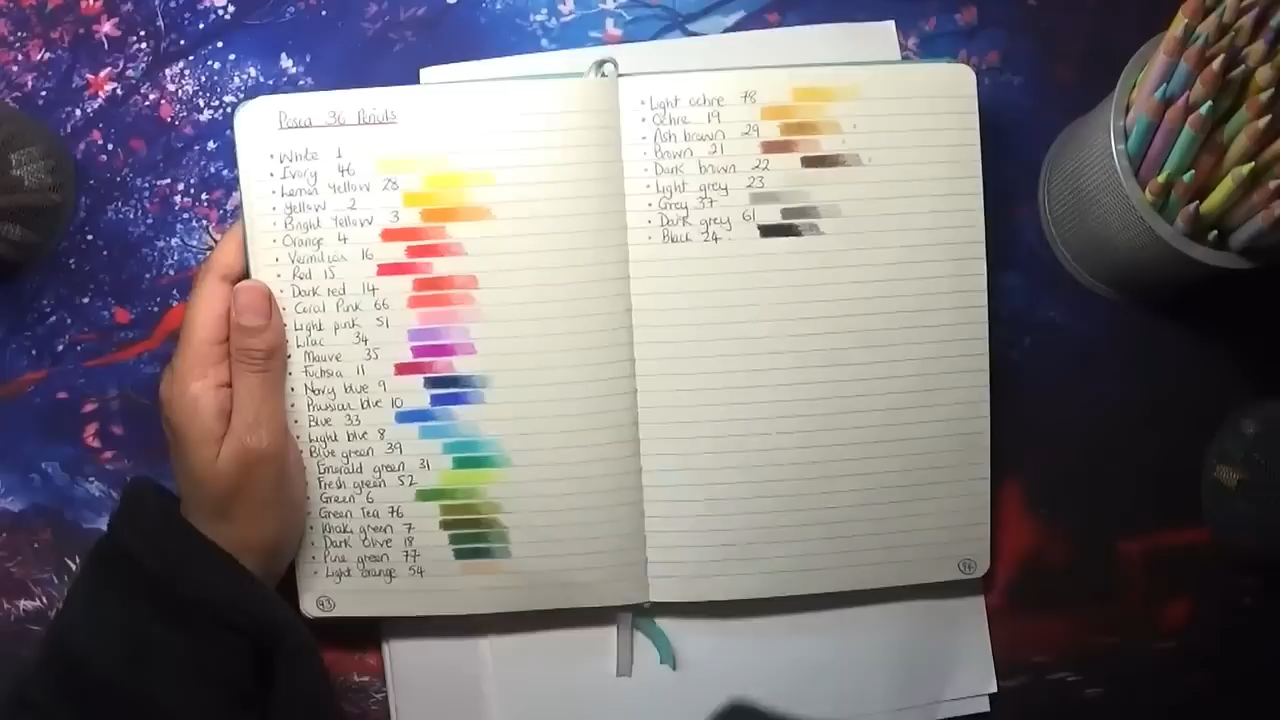 Posca 36 Pencils
• White 1
• Ivory 46
• Lemon Yellow 28
• Yellow 2
• Bright Yellow 3
• Orange 4
• Vermilion 16
• Red 15
• Dark red 14
• Coral Pink 66
• Light pink 51
• Lilac 34
• Mauve 35
• Fuchsia 11
• Navy blue 9
• Prussian blue 10
• Blue 33
• Light blue 8
• Blue green 39
• Emerald green 31
• Fresh green 52
• Green 6
• Green Tea 76
• Khaki green 7
• Dark Olive 18
• Pine green 77
• Light orange 54
93
• Light ochre 78
• Ochre 19
• Ash brown 29
• Brown 21
• Dark brown 22
• Light grey 23
• Grey 37
• Dark grey 61
• Black 24
94